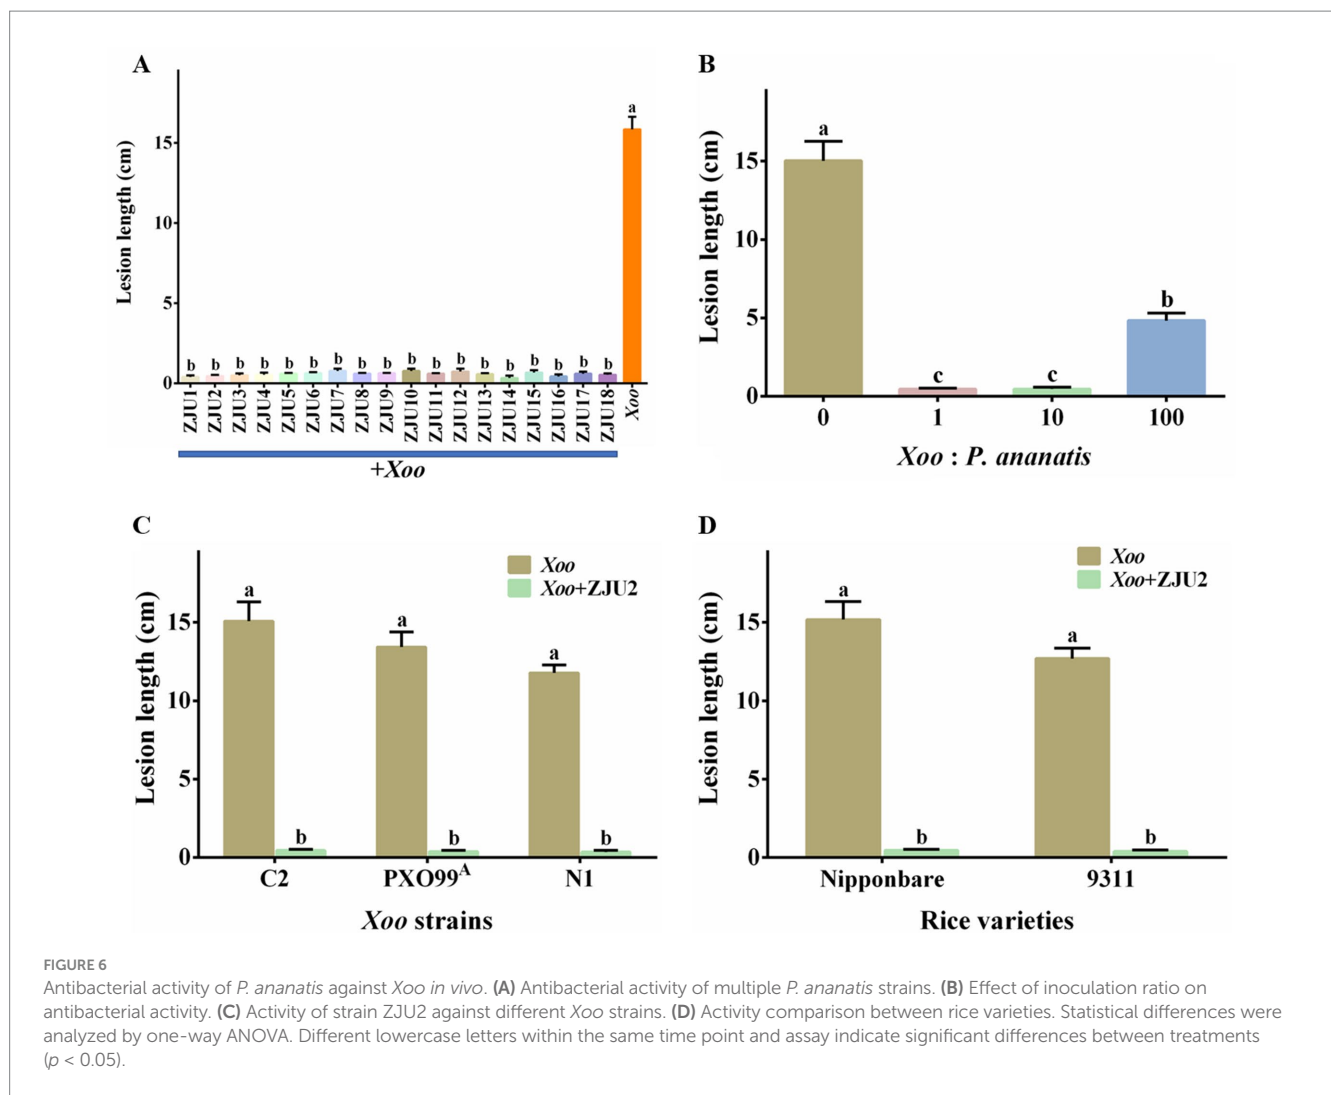 A
Lesion length (cm)
15
10
5
0
a
b b b b b b b b b b b b b b b b b b
ZJU1 ZJU2 ZJU3 ZJU4 ZJU5 ZJU6 ZJU7 ZJU8 ZJU9 ZJU10 ZJU11 ZJU12 ZJU13 ZJU14 ZJU15 ZJU16 ZJU17 ZJU18 Xoo
+Xoo
B
Lesion length (cm)
15
10
5
0
a
c
c
b
0 1 10 100
Xoo : P. ananatis
C
Lesion length (cm)
15
10
5
0
Xoo
Xoo+ZJU2
a
b
a
b
a
b
C2 PXO99ᴬ N1
Xoo strains
D
Lesion length (cm)
15
10
5
0
Xoo
Xoo+ZJU2
a
b
a
b
Nipponbare 9311
Rice varieties
FIGURE 6
Antibacterial activity of P. ananatis against Xoo in vivo. (A) Antibacterial activity of multiple P. ananatis strains. (B) Effect of inoculation ratio on
antibacterial activity. (C) Activity of strain ZJU2 against different Xoo strains. (D) Activity comparison between rice varieties. Statistical differences were
analyzed by one-way ANOVA. Different lowercase letters within the same time point and assay indicate significant differences between treatments
(p < 0.05).